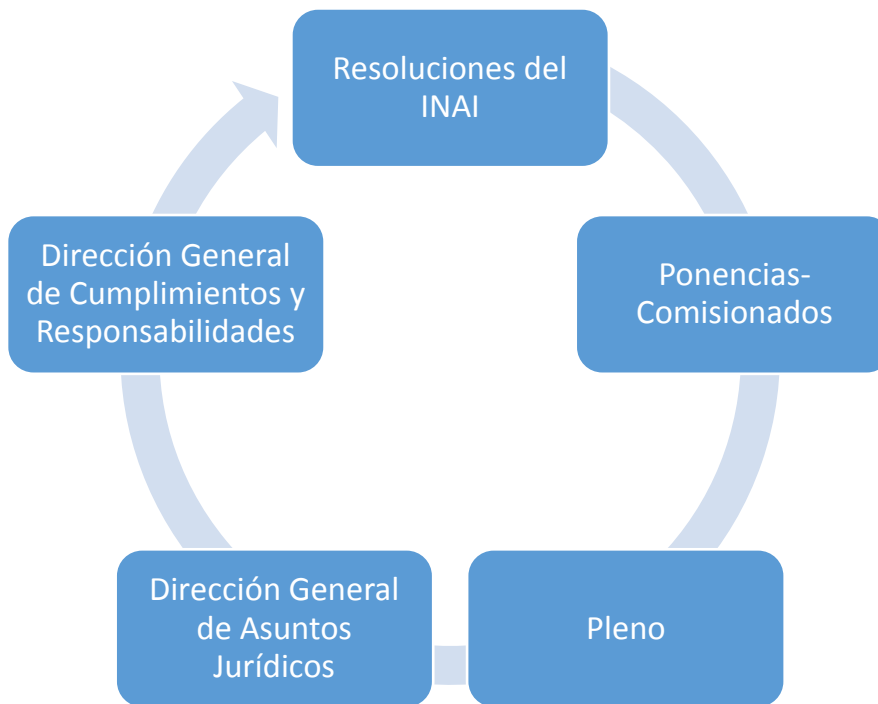 Resoluciones del
INAI
Ponencias-
Comisionados
Pleno
Dirección General
de Asuntos
Jurídicos
Dirección General
de Cumplimientos y
Responsabilidades